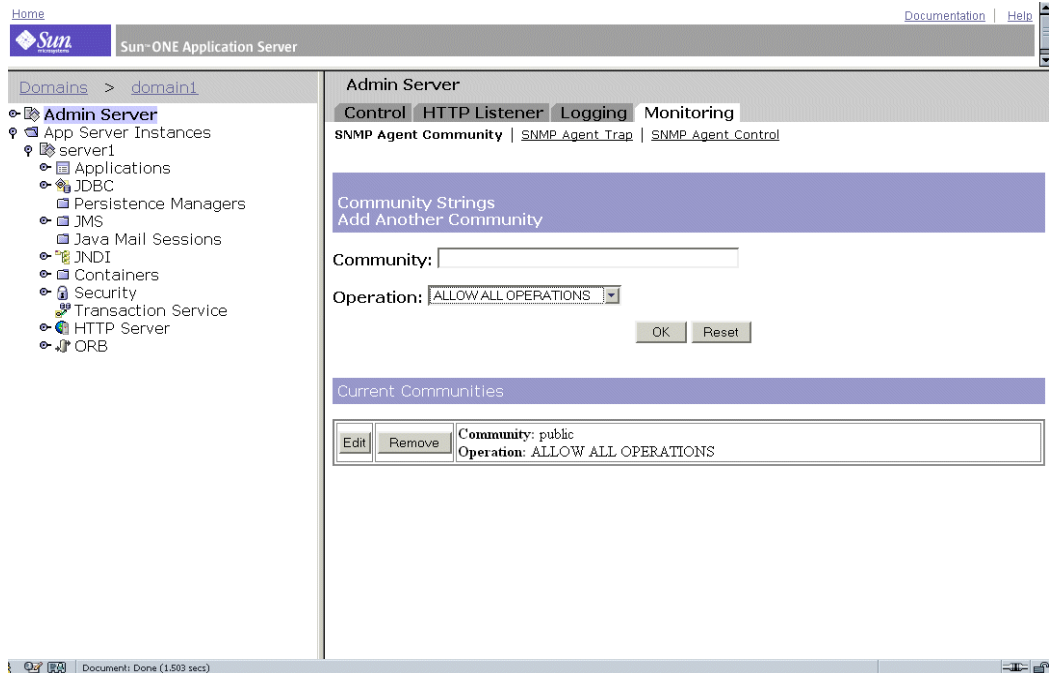 Home
Documentation | Help
Sun
microsystems
Sun™ONE Application Server
Domains > domain1
Admin Server
App Server Instances
server1
Applications
JDBC
Persistence Managers
JMS
Java Mail Sessions
JNDI
Containers
Security
Transaction Service
HTTP Server
ORB
Admin Server
Control
HTTP Listener
Logging
Monitoring
SNMP Agent Community | SNMP Agent Trap | SNMP Agent Control
Community Strings
Add Another Community
Community:
Operation: ALLOW ALL OPERATIONS
OK
Reset
Current Communities
Edit
Remove
Community: public
Operation: ALLOW ALL OPERATIONS
Document: Done (1.503 secs)